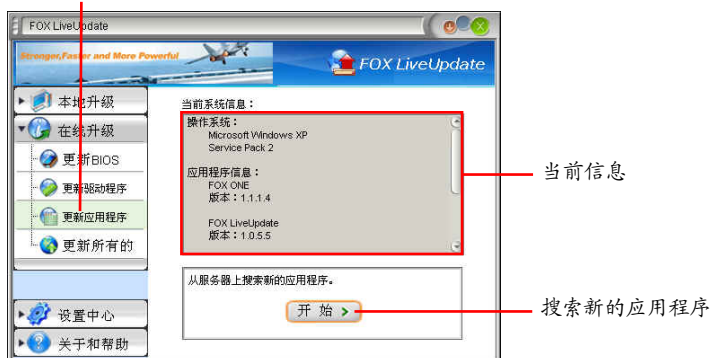 FOX LiveUpdate
Stronger,Faster and More Powerful
FOX LiveUpdate
本地升级
在线升级
更新BIOS
更新驱动程序
更新应用程序
更新所有的
设置中心
关于和帮助
当前系统信息：
操作系统：
Microsoft Windows XP
Service Pack 2
应用程序信息：
FOX ONE
版本：1.1.1.4
FOX LiveUpdate
版本：1.0.5.5
当前信息
从服务器上搜索新的应用程序。
开 始
搜索新的应用程序